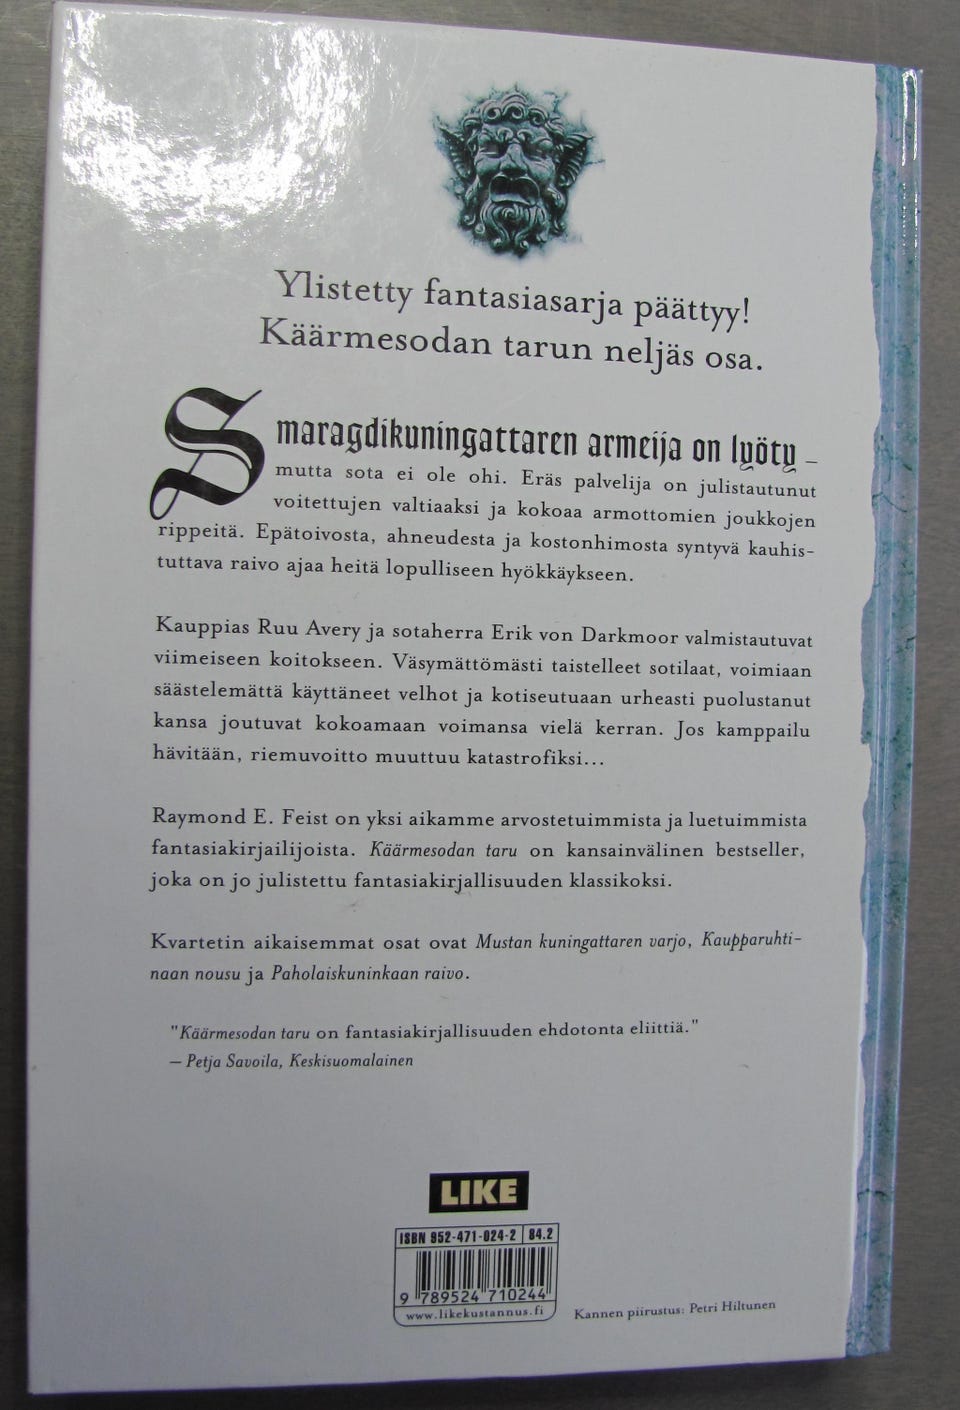 Ylistetty fantasiasarja päättyy!
Käärmesodan tarun neljäs osa.
Smaragdikuningattaren armeija on lyöty –
mutta sota ei ole ohi. Eräs palvelija on julistautunut
voitettujen valtiaaksi ja kokoaa armottomien joukkojen
rippeitä. Epätoivosta, ahneudesta ja kostonhimosta syntyvä kauhis-
tuttava raivo ajaa heitä lopulliseen hyökkäykseen.
Kauppias Ruu Avery ja sotaherra Erik von Darkmoor valmistautuvat
viimeiseen koitokseen. Väsymättömästi taistelleet sotilaat, voimiaan
säästelemättä käyttäneet velhot ja kotiseutuaan urheasti puolustanut
kansa joutuvat kokoamaan voimansa vielä kerran. Jos kamppailu
hävitään, riemuvoitto muuttuu katastrofiksi...
Raymond E. Feist on yksi aikamme arvostetuimmista ja luetuimmista
fantasiakirjailijoista. Käärmesodan taru on kansainvälinen bestseller,
joka on jo julistettu fantasiakirjallisuuden klassikoksi.
Kvartetin aikaisemmat osat ovat Mustan kuningattaren varjo, Kaupparuhti-
naan nousu ja Paholaiskuninkaan raivo.
"Käärmesodan taru on fantasiakirjallisuuden ehdotonta eliittiä."
– Petja Savoila, Keskisuomalainen
LIKE
ISBN 952-471-024-2 84.2
9 789524 710244
www.likekustannus.fi
Kannen piirustus: Petri Hiltunen